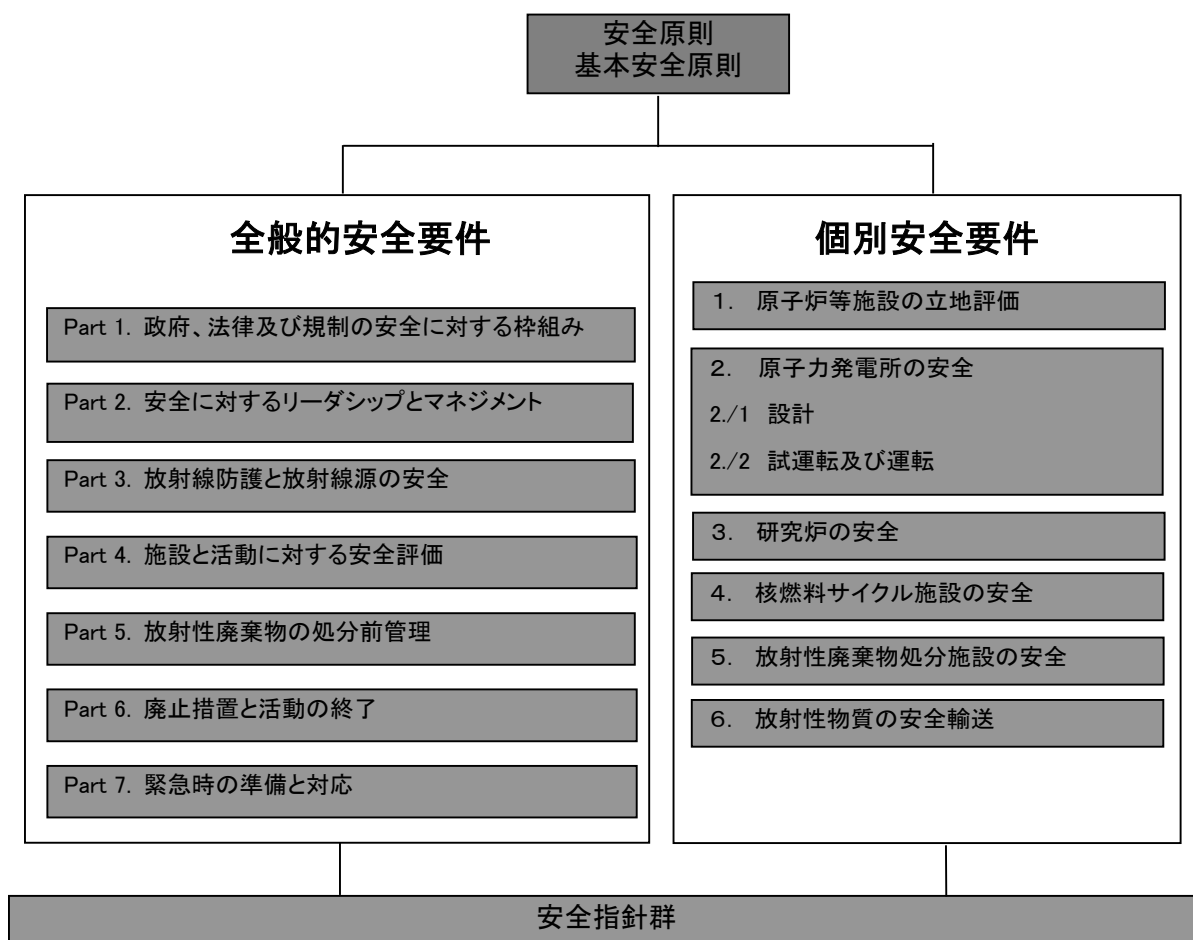 安全原則
基本安全原則
全般的安全要件
Part 1. 政府、法律及び規制の安全に対する枠組み
Part 2. 安全に対するリーダシップとマネジメント
Part 3. 放射線防護と放射線源の安全
Part 4. 施設と活動に対する安全評価
Part 5. 放射性廃棄物の処分前管理
Part 6. 廃止措置と活動の終了
Part 7. 緊急時の準備と対応
個別安全要件
1. 原子炉等施設の立地評価
2. 原子力発電所の安全
2./1 設計
2./2 試運転及び運転
3. 研究炉の安全
4. 核燃料サイクル施設の安全
5. 放射性廃棄物処分施設の安全
6. 放射性物質の安全輸送
安全指針群